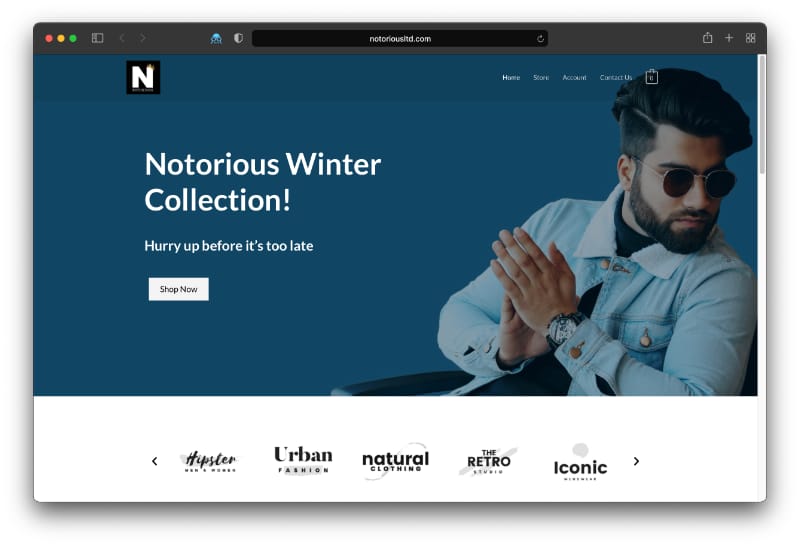 notoriousltd.com
N
Home
Store
Account
Contact Us
0
Notorious Winter
Collection!
Hurry up before it's too late
Shop Now
Hipster
MEN & WOMEN
Urban
FASHION
natural
CLOTHING
THE
RETRO
STUDIO
Iconic